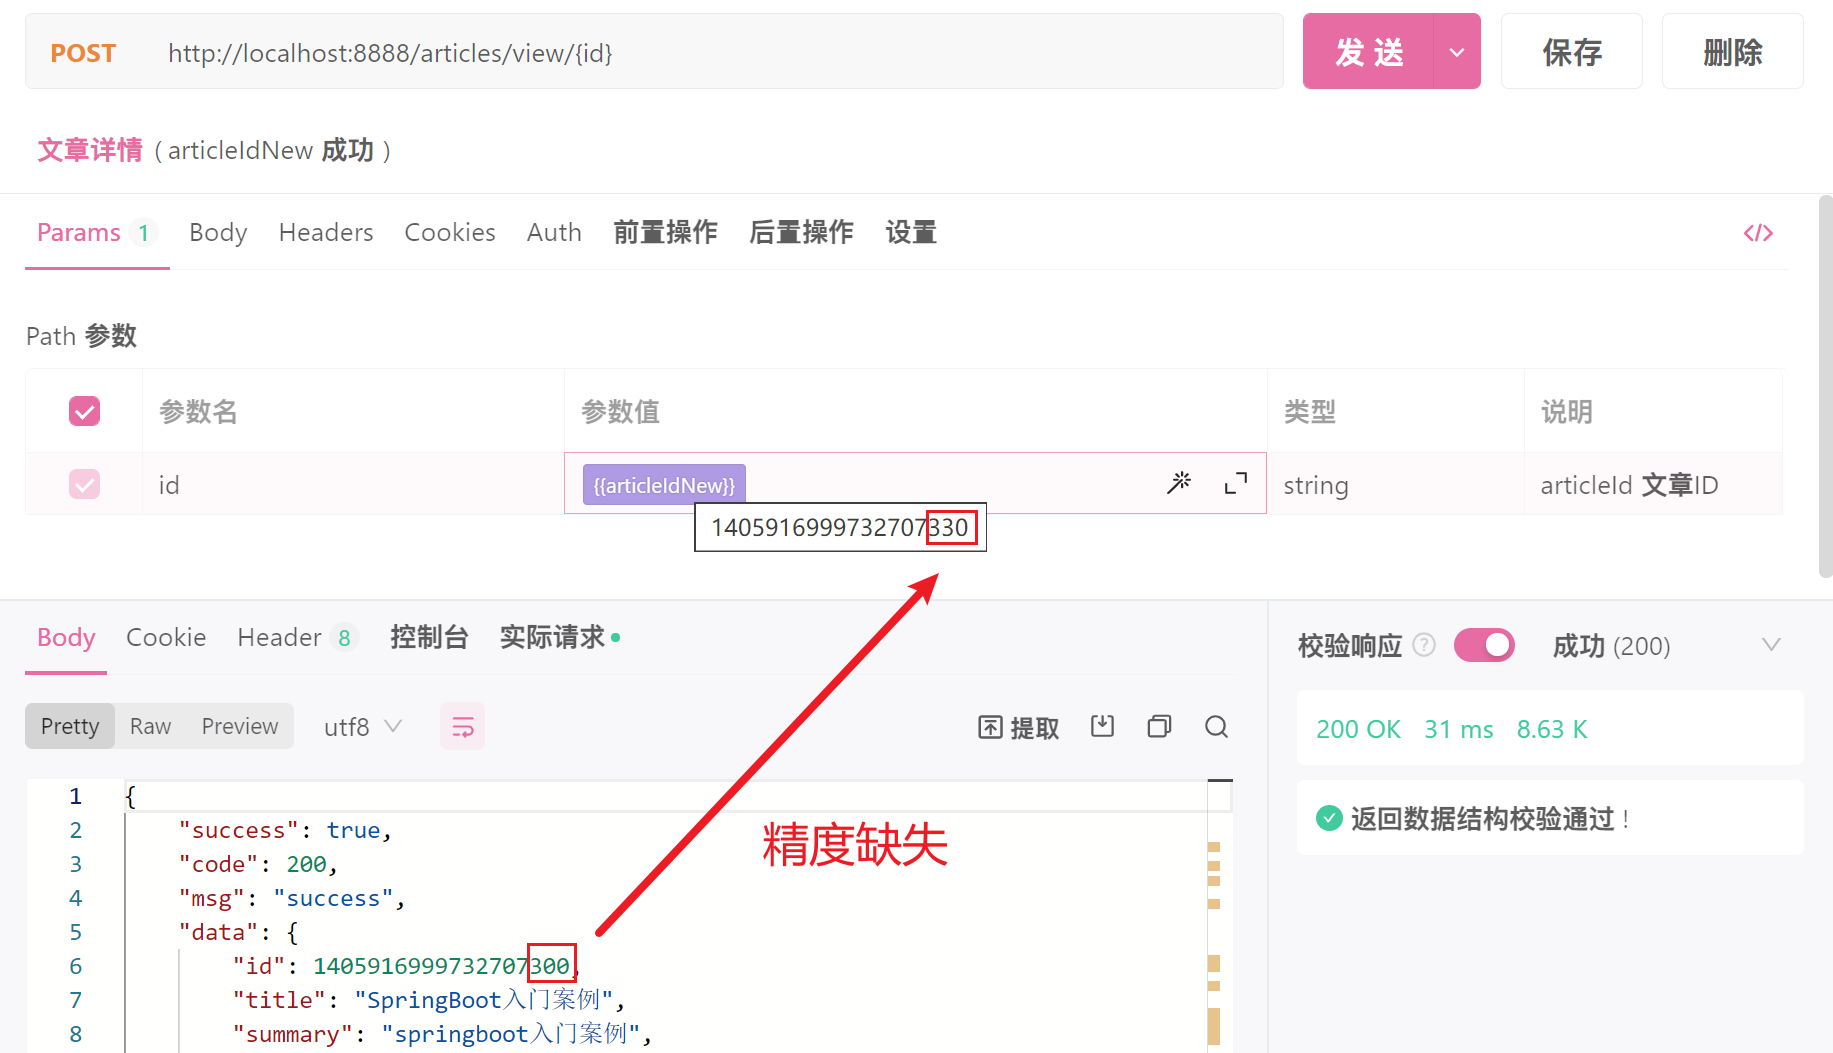 POST http://localhost:8888/articles/view/{id} 发 送 保存 删除
文章详情 ( articleIdNew 成功 )
Params 1 Body Headers Cookies Auth 前置操作 后置操作 设置 </>
Path 参数
参数名 参数值 类型 说明
id {{articleIdNew}} string articleId 文章ID
1405916999732707330
Body Cookie Header 8 控制台 实际请求
校验响应 ? 成功 (200)
Pretty Raw Preview utf8 提取
200 OK 31 ms 8.63 K
返回数据结构校验通过！
精度缺失
1 {
2 "success": true,
3 "code": 200,
4 "msg": "success",
5 "data": {
6 "id": 1405916999732707300,
7 "title": "SpringBoot入门案例",
8 "summary": "springboot入门案例",